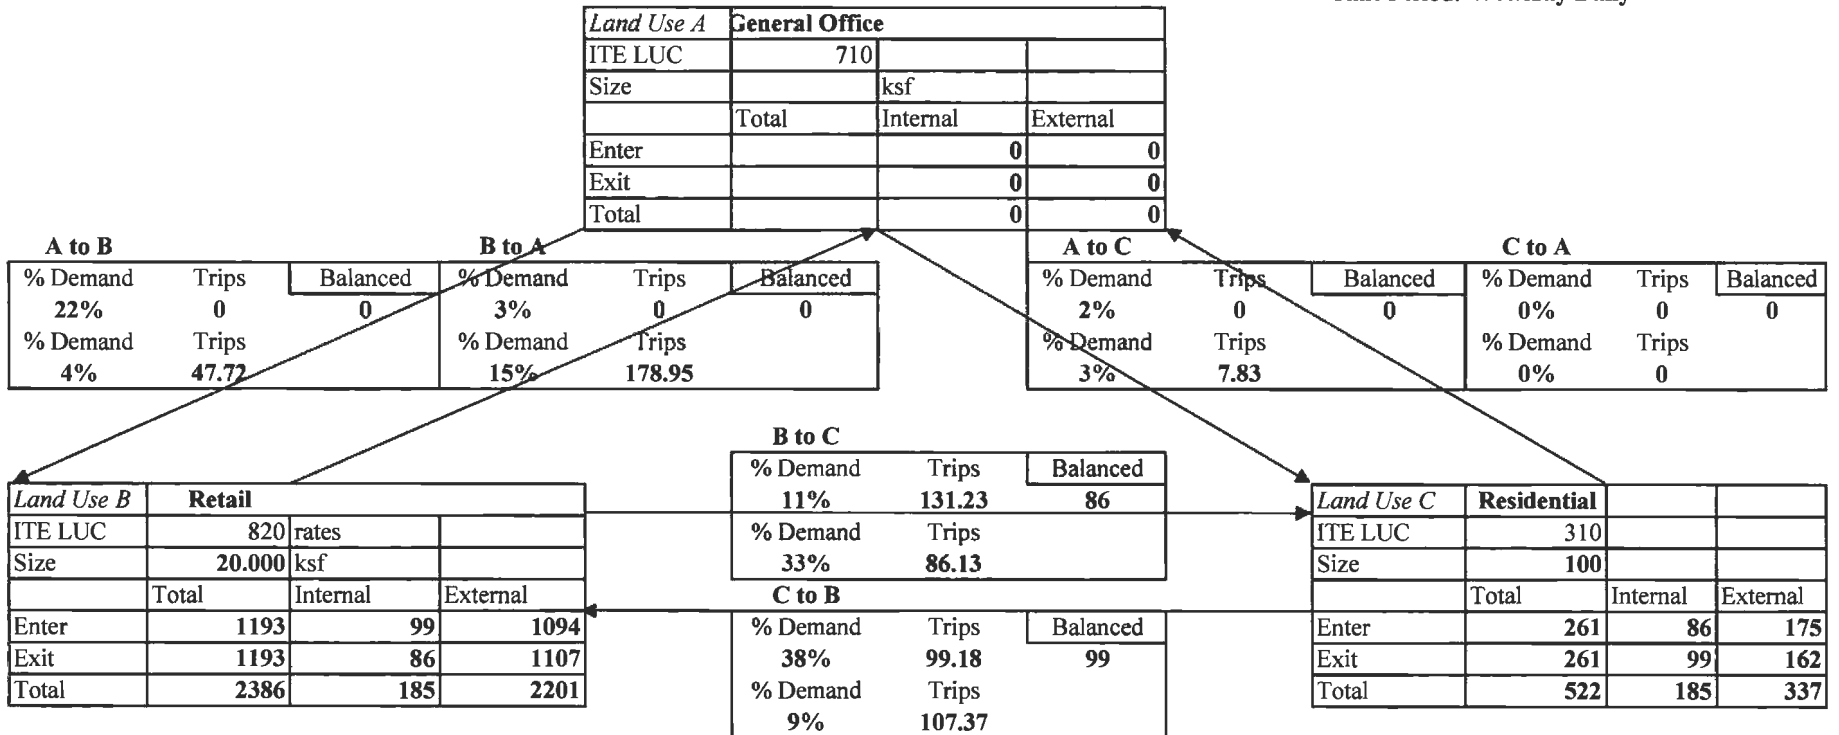 Land Use A General Office
ITE LUC 710
Size ksf
Total Internal External
Enter 0 0
Exit 0 0
Total 0 0
A to B B to A A to C C to A
% Demand Trips Balanced % Demand Trips Balanced % Demand Trips Balanced % Demand Trips Balanced
22% 0 0 3% 0 0 2% 0 0 0% 0 0
% Demand Trips % Demand Trips % Demand Trips % Demand Trips
4% 47.72 15% 178.95 3% 7.83 0% 0
B to C
% Demand Trips Balanced
11% 131.23 86
% Demand Trips
33% 86.13
Land Use B Retail
ITE LUC 820 rates
Size 20.000 ksf
Total Internal External
Enter 1193 99 1094
Exit 1193 86 1107
Total 2386 185 2201
C to B
% Demand Trips Balanced
38% 99.18 99
% Demand Trips
9% 107.37
Land Use C Residential
ITE LUC 310
Size 100
Total Internal External
Enter 261 86 175
Exit 261 99 162
Total 522 185 337